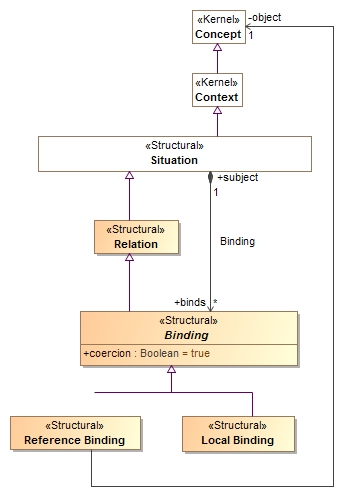 «Kernel»
Concept
-object
1
«Kernel»
Context
«Structural»
Situation
+subject
1
«Structural»
Relation
Binding
+binds
*
«Structural»
Binding
+coercion : Boolean = true
«Structural»
Reference Binding
«Structural»
Local Binding